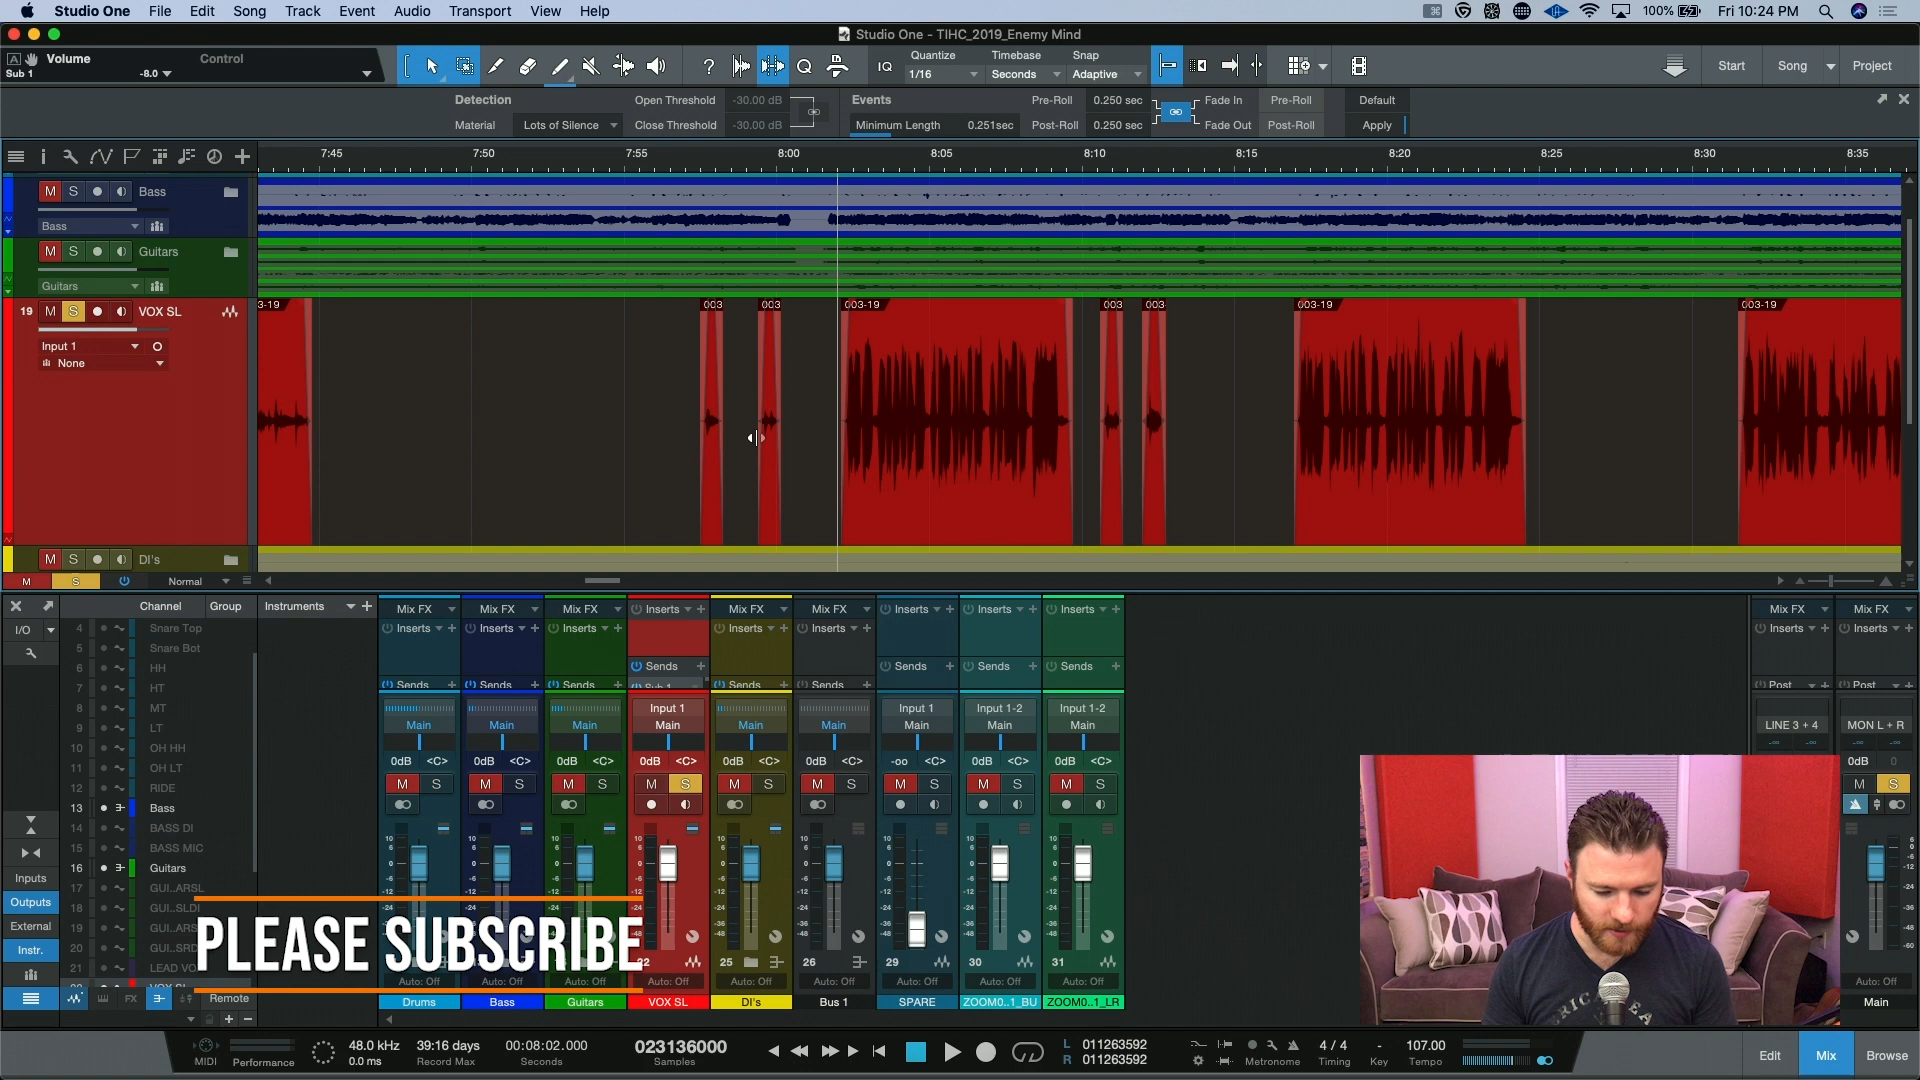 Studio One File Edit Song Track Event Audio Transport View Help 100% Fri 10:24 PM
Studio One - TIHC_2019_Enemy Mind
Volume Control
Sub 1 -8.0
IQ Quantize 1/16 Timebase Seconds Snap Adaptive Start Song Project
Detection Open Threshold -30.00 dB Events Pre-Roll 0.250 sec Fade In Pre-Roll Default
Material Lots of Silence Close Threshold -30.00 dB Minimum Length 0.251sec Post-Roll 0.250 sec Fade Out Post-Roll Apply
7:45 7:50 7:55 8:00 8:05 8:10 8:15 8:20 8:25 8:30 8:35
M S Bass
Bass
M S Guitars
Guitars
3-19 003 003 003-19 003 003- 003-19 003-19
19 M S VOX SL
Input 1
None
M S DI's
M S Normal
Channel Group Instruments
I/O
4 Snare Top
5 Snare Bot
6 HH
7 HT
8 MT
9 LT
10 OH HH
11 OH LT
12 RIDE
13 Bass
14 BASS DI
15 BASS MIC
16 Guitars
17 GUI..ARSL
18 GUI..SLDI
19 GUI..ARS
20 GUI..SRD
21 LEAD VO
Inputs
Outputs
External
Instr.
FX Remote
Mix FX Mix FX Mix FX Inserts Mix FX Mix FX Inserts Inserts Inserts Mix FX Mix FX
Inserts Inserts Inserts Inserts Inserts Inserts Inserts
Sends Sends Sends Sends
Sends Sends Sends Sub 1 Sends Sends Post Post
Input 1 Input 1 Input 1-2 Input 1-2
Main Main Main Main Main Main Main Main Main LINE 3 + 4 MON L + R
0dB <C> 0dB <C> 0dB <C> 0dB <C> 0dB <C> 0dB <C> -oo <C> 0dB <C> 0dB <C> 0dB 0
M S M S M S M S M S M S M S M S M S M S
PLEASE SUBSCRIBE
22 25 26 29 30 31
Auto: Off Auto: Off Auto: Off Auto: Off Auto: Off Auto: Off Auto: Off Auto: Off Auto: Off Auto: Off
Drums Bass Guitars VOX SL DI's Bus 1 SPARE ZOOM0..1_BU ZOOM0..1_LR Main
MIDI Performance
48.0 kHz
0.0 ms
39:16 days
Record Max
00:08:02.000
Seconds
023136000
Samples
L 011263592
R 011263592
Metronome
4 / 4
Timing
-
Key
107.00
Tempo
Edit Mix Browse